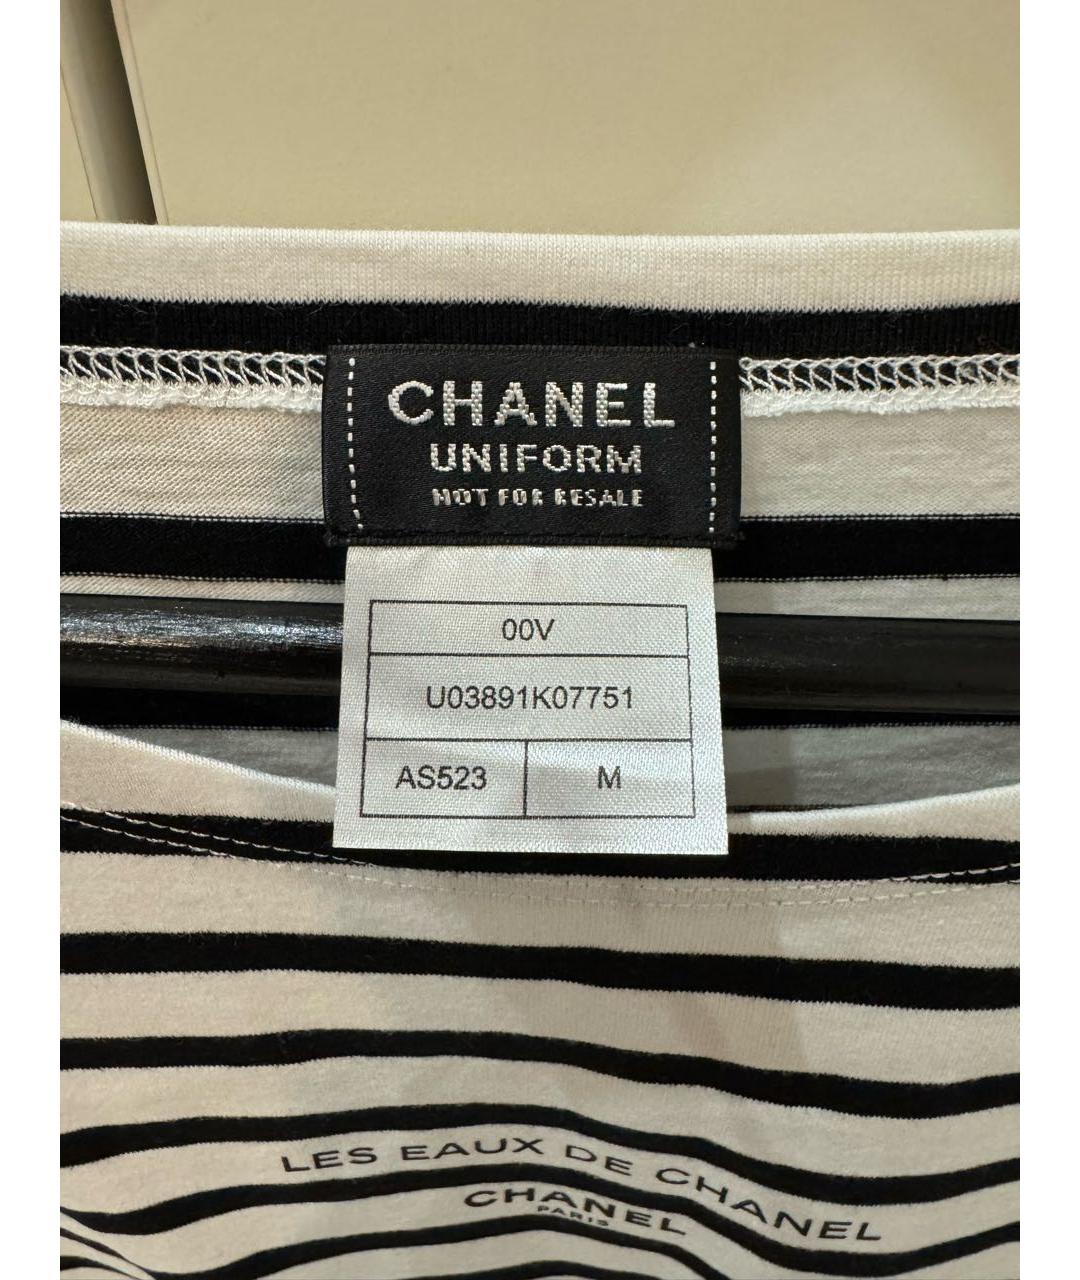 CHANEL
UNIFORM
NOT FOR RESALE
00V
U03891K07751
AS523 M
LES EAUX DE CHANEL
CHANEL
PARIS